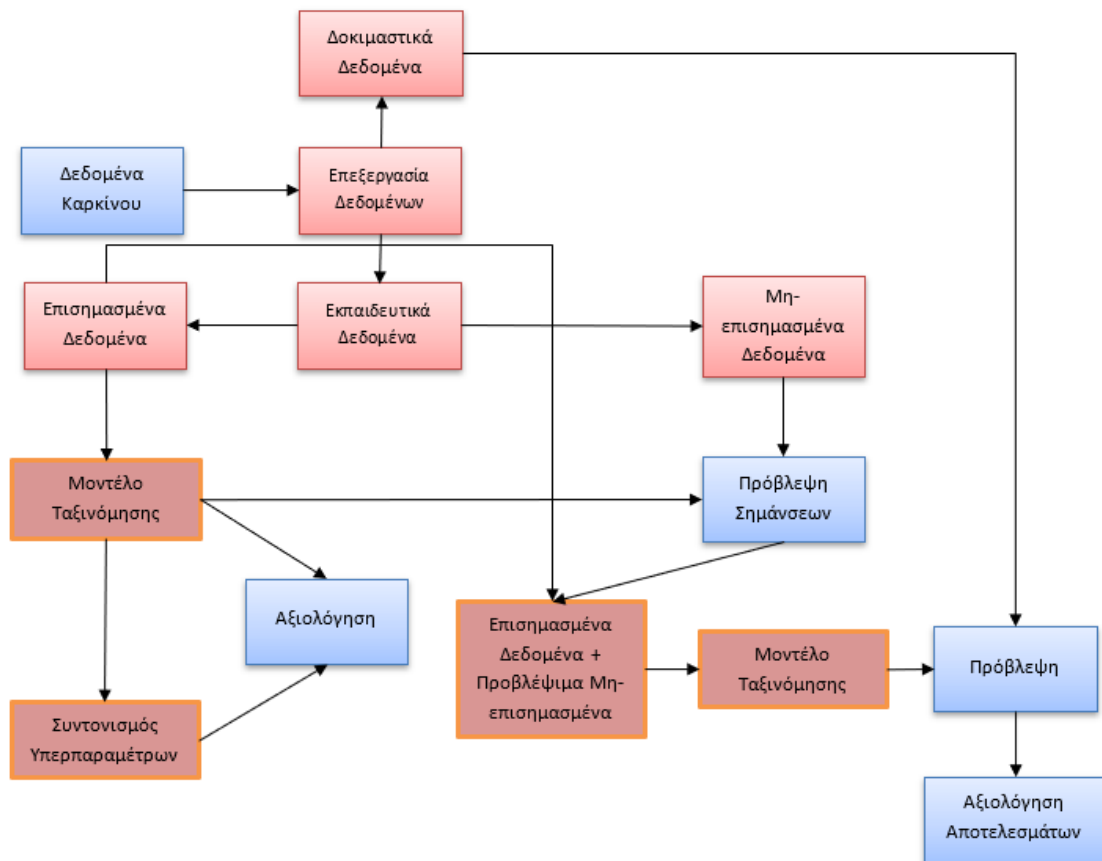 Δοκιμαστικά
Δεδομένα
Δεδομένα
Καρκίνου
Επεξεργασία
Δεδομένων
Επισημασμένα
Δεδομένα
Εκπαιδευτικά
Δεδομένα
Μη-
επισημασμένα
Δεδομένα
Μοντέλο
Ταξινόμησης
Πρόβλεψη
Σημάνσεων
Αξιολόγηση
Επισημασμένα
Δεδομένα +
Προβλέψιμα Μη-
επισημασμένα
Μοντέλο
Ταξινόμησης
Πρόβλεψη
Συντονισμός
Υπερπαραμέτρων
Αξιολόγηση
Αποτελεσμάτων